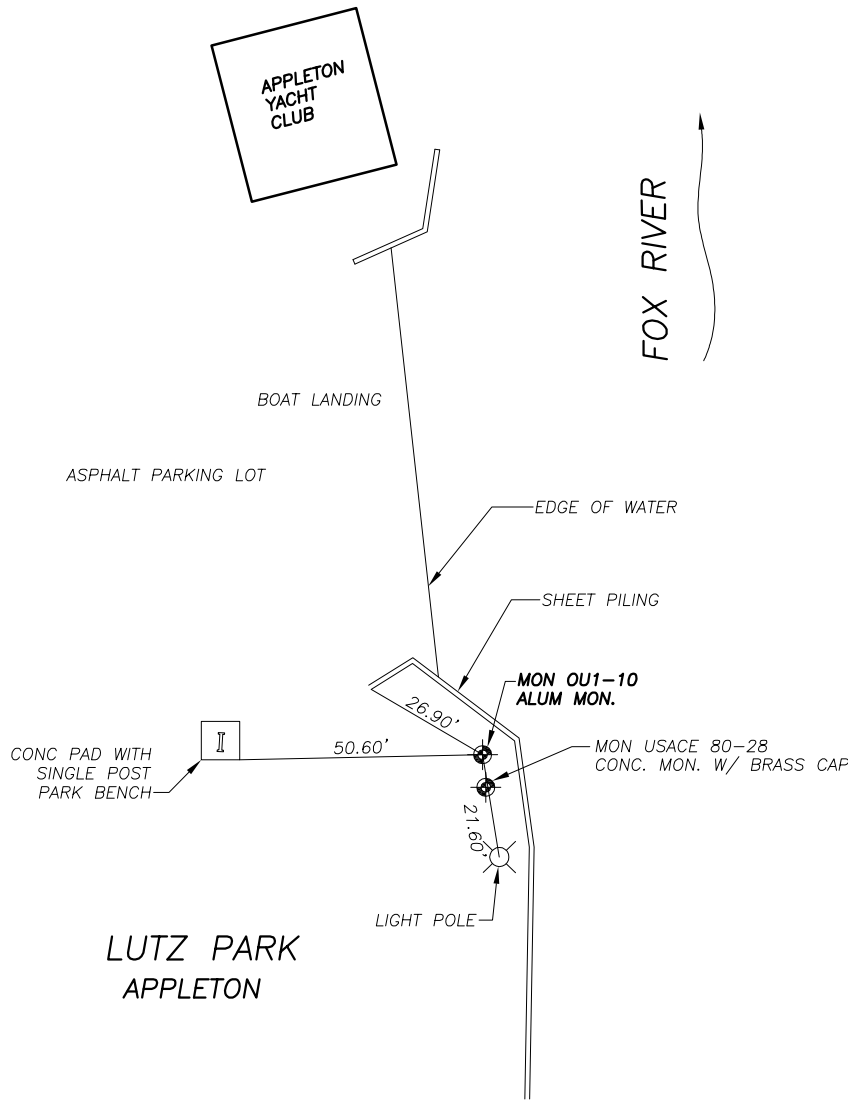 APPLETON
YACHT
CLUB
FOX RIVER
BOAT LANDING
ASPHALT PARKING LOT
EDGE OF WATER
SHEET PILING
MON OU1-10
ALUM MON.
26.90'
50.60'
CONC PAD WITH
SINGLE POST
PARK BENCH
I
MON USACE 80-28
CONC. MON. W/ BRASS CAP
21.60'
LIGHT POLE
LUTZ PARK
APPLETON